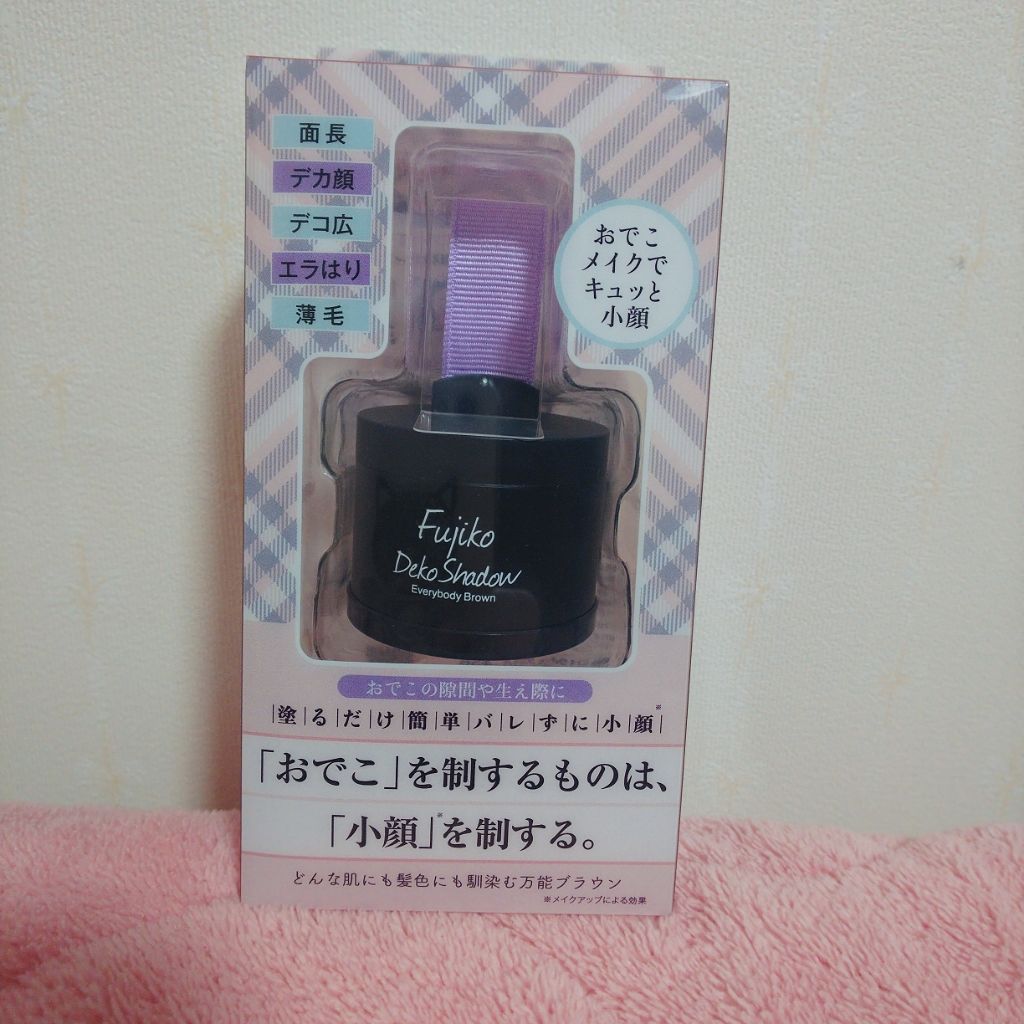 面長
デカ顔
デコ広
エラはり
薄毛
おでこ
メイクで
キュッと
小顔
Fujiko
Deko Shadow
Everybody Brown
おでこの隙間や生え際に
塗るだけ簡単バレずに小顔※
「おでこ」を制するものは、
「小顔」※を制する。
どんな肌にも髪色にも馴染む万能ブラウン
※メイクアップによる効果